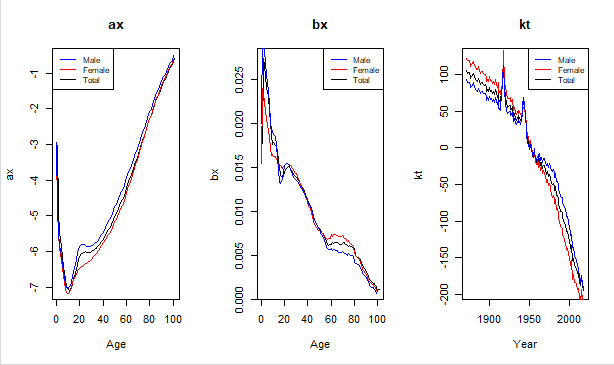 ax
bx
kt
Male
Female
Total
Male
Female
Total
Male
Female
Total
ax
-1
-2
-3
-4
-5
-6
-7
0 20 40 60 80 100
Age
bx
0.025
0.020
0.015
0.010
0.005
0.000
0 20 40 60 80 100
Age
kt
100
50
0
-50
-100
-150
-200
1900 1950 2000
Year